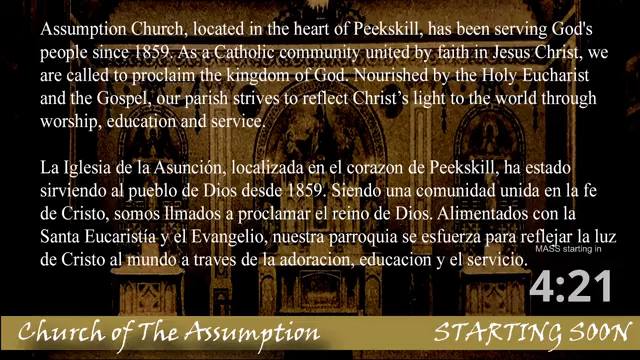 Assumption Church, located in the heart of Peekskill, has been serving God's
people since 1859. As a Catholic community united by faith in Jesus Christ, we
are called to proclaim the kingdom of God. Nourished by the Holy Eucharist
and the Gospel, our parish strives to reflect Christ’s light to the world through
worship, education and service.
La Iglesia de la Asunción, localizada en el corazon de Peekskill, ha estado
sirviendo al pueblo de Dios desde 1859. Siendo una comunidad unida en la fe
de Cristo, somos llmados a proclamar el reino de Dios. Alimentados con la
Santa Eucaristía y el Evangelio, nuestra parroquia se esfuerza para reflejar la luz
de Cristo al mundo a traves de la adoracion, educacion y el servicio.
MASS starting in
4:21
Church of The Assumption
STARTING SOON